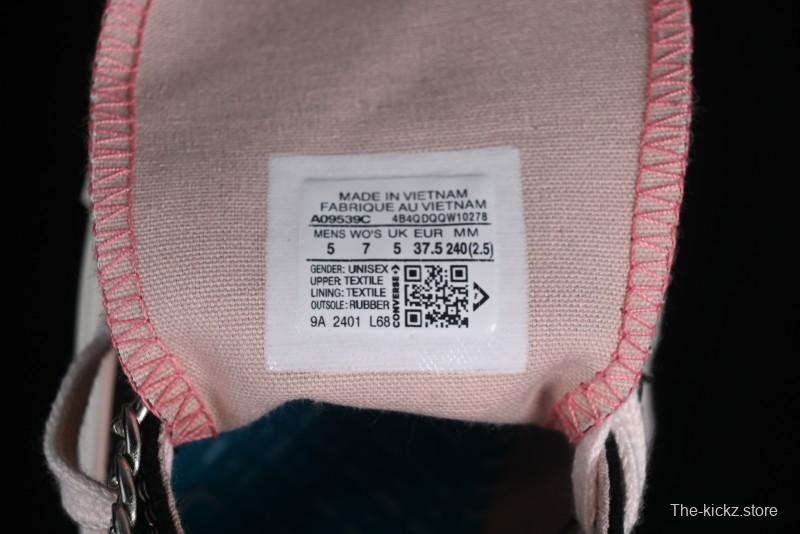 MADE IN VIETNAM
FABRIQUE AU VIETNAM
A09539C 4B4QDQQW10278
MENS WO'S UK EUR MM
5 7 5 37.5 240(2.5)
GENDER: UNISEX
UPPER: TEXTILE
LINING: TEXTILE
OUTSOLE: RUBBER
9A 2401 L68
CONVERSE
The-kickz.store